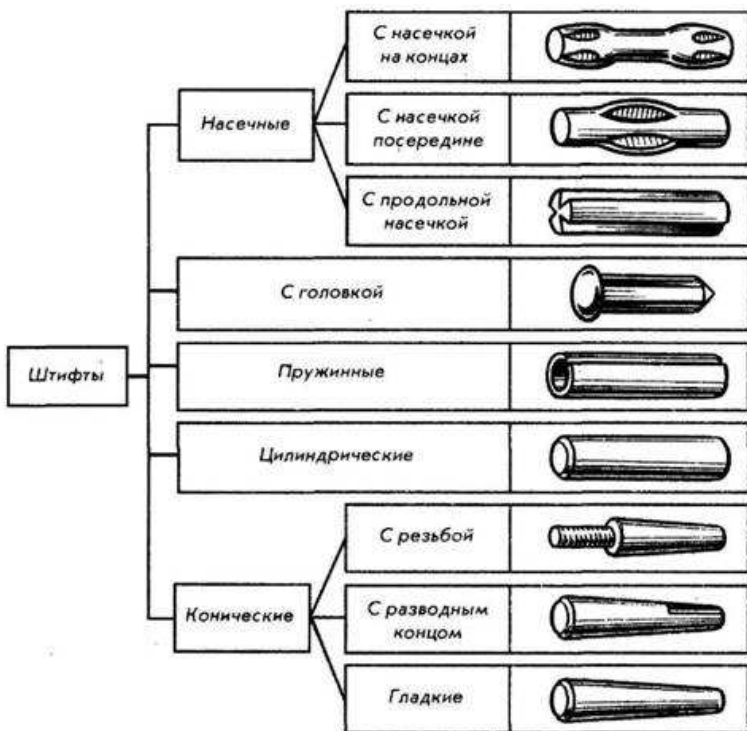 С насечкой
на концах
Насечные
С насечкой
посередине
С продольной
насечкой
С головкой
Штифты
Пружинные
Цилиндрические
С резьбой
Конические
С разводным
концом
Гладкие